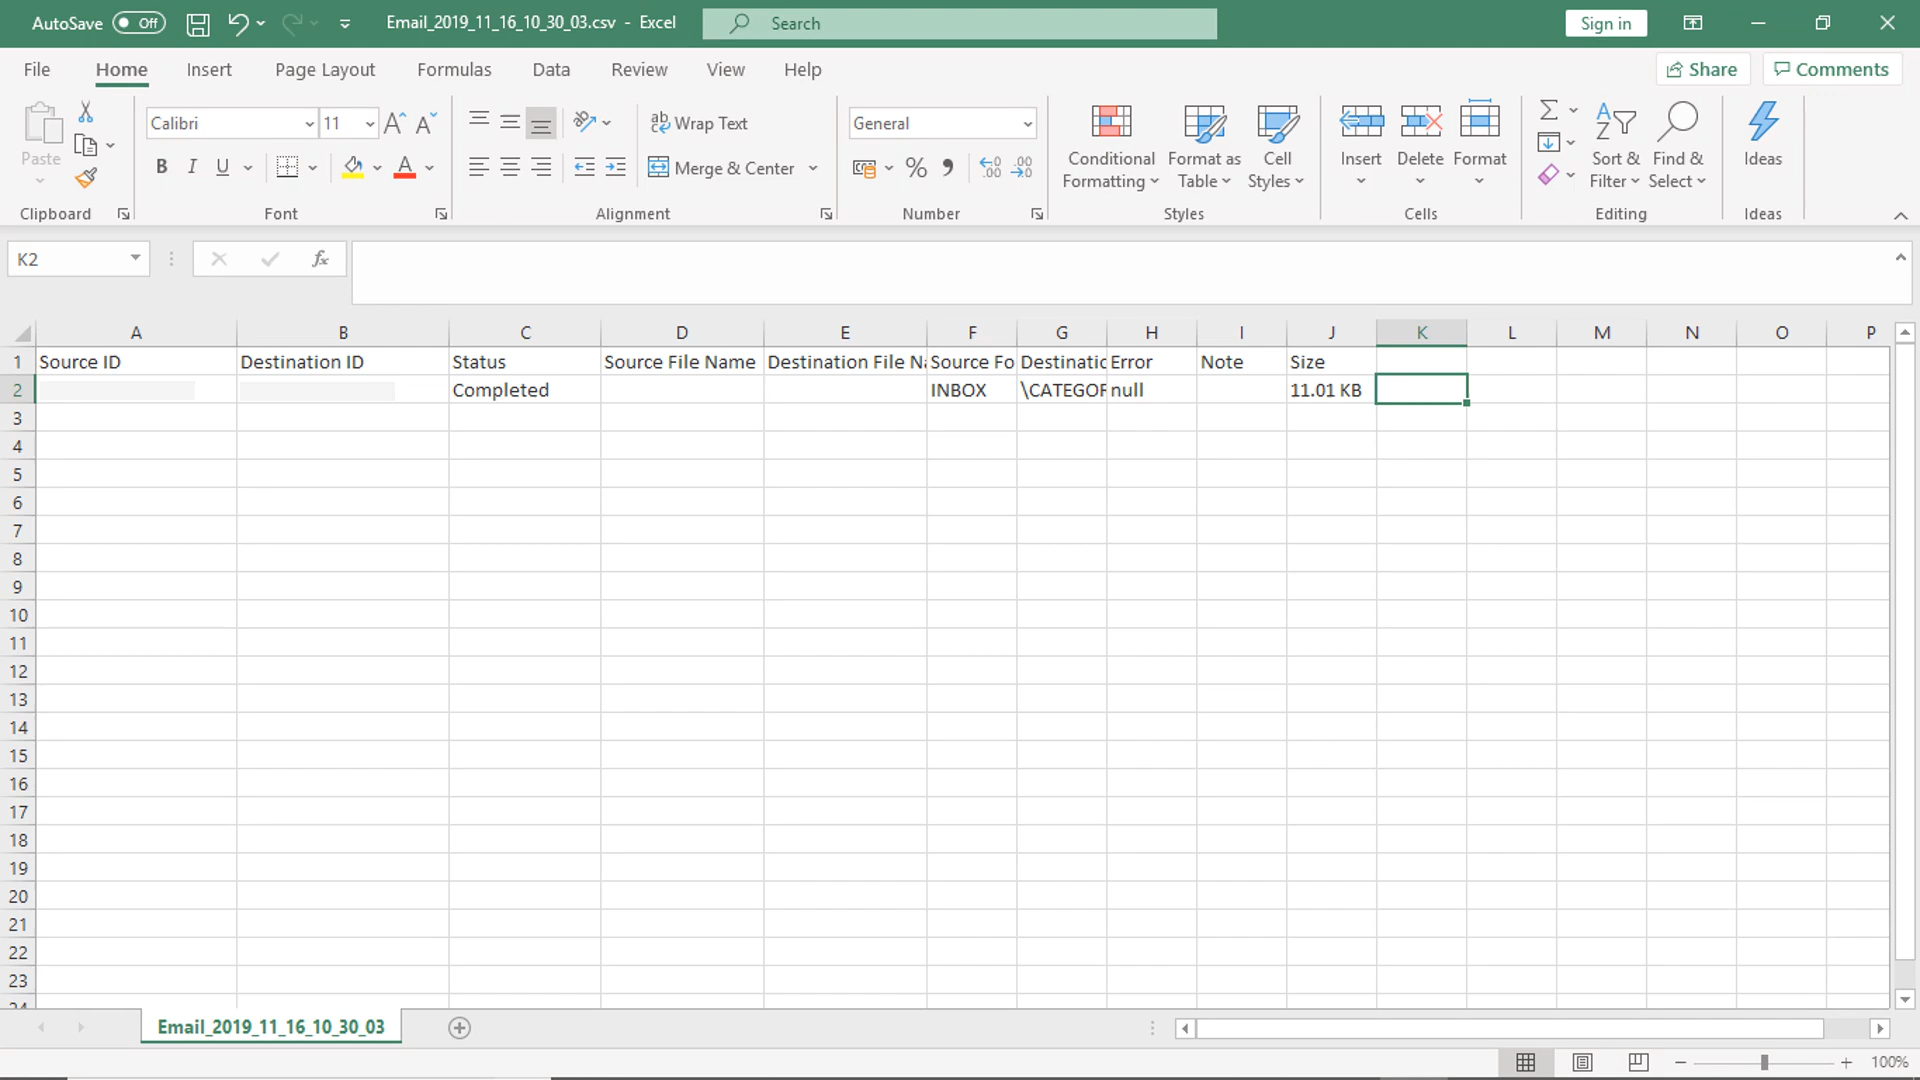 AutoSave Off Email_2019_11_16_10_30_03.csv - Excel Search Sign in
File Home Insert Page Layout Formulas Data Review View Help Share Comments
Calibri 11 Wrap Text General
Paste B I U Merge & Center % 9 Conditional Formatting Format as Table Cell Styles Insert Delete Format Sort & Filter Find & Select Ideas
Clipboard Font Alignment Number Styles Cells Editing Ideas
K2 fx
A B C D E F G H I J K L M N O P
1 Source ID Destination ID Status Source File Name Destination File Source Fo Destinatio Error Note Size
2 Completed INBOX \CATEGOR null 11.01 KB
3
4
5
6
7
8
9
10
11
12
13
14
15
16
17
18
19
20
21
22
23
24
Email_2019_11_16_10_30_03
100%